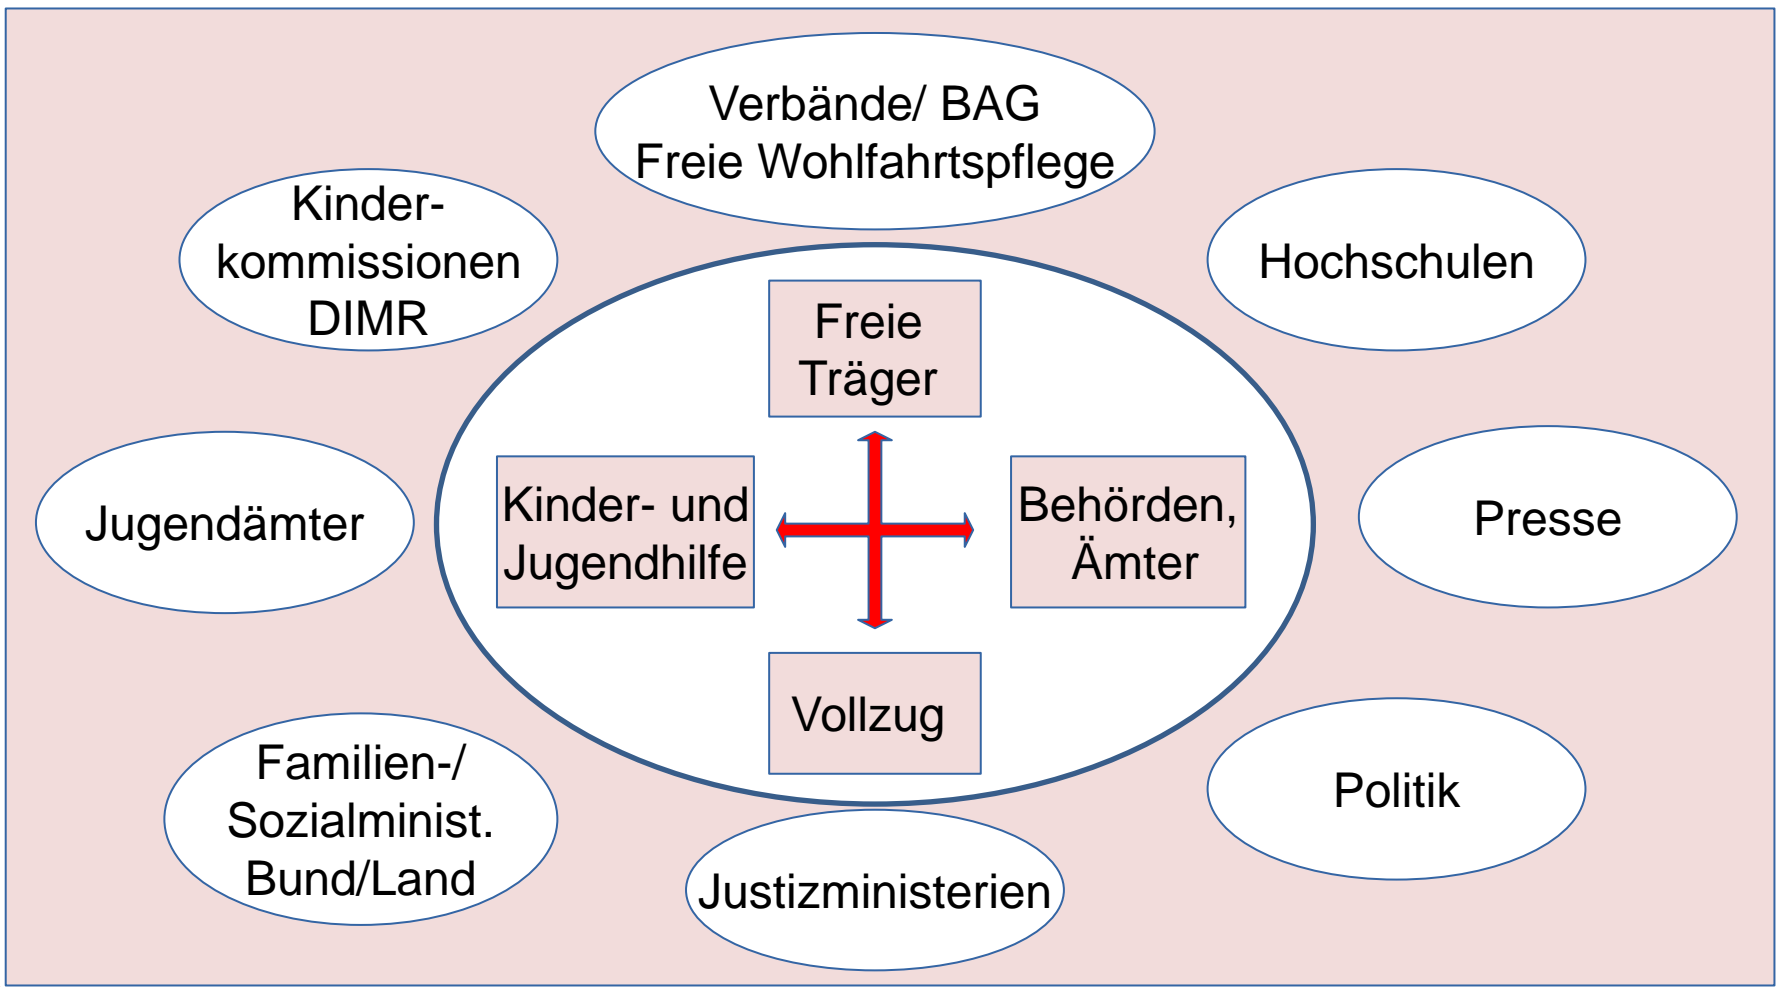 Verbände/ BAG
Freie Wohlfahrtspflege
Kinder-
kommissionen
DIMR
Hochschulen
Freie
Träger
Kinder- und
Jugendhilfe
Behörden,
Ämter
Jugendämter
Presse
Vollzug
Familien-/
Sozialminist.
Bund/Land
Politik
Justizministerien